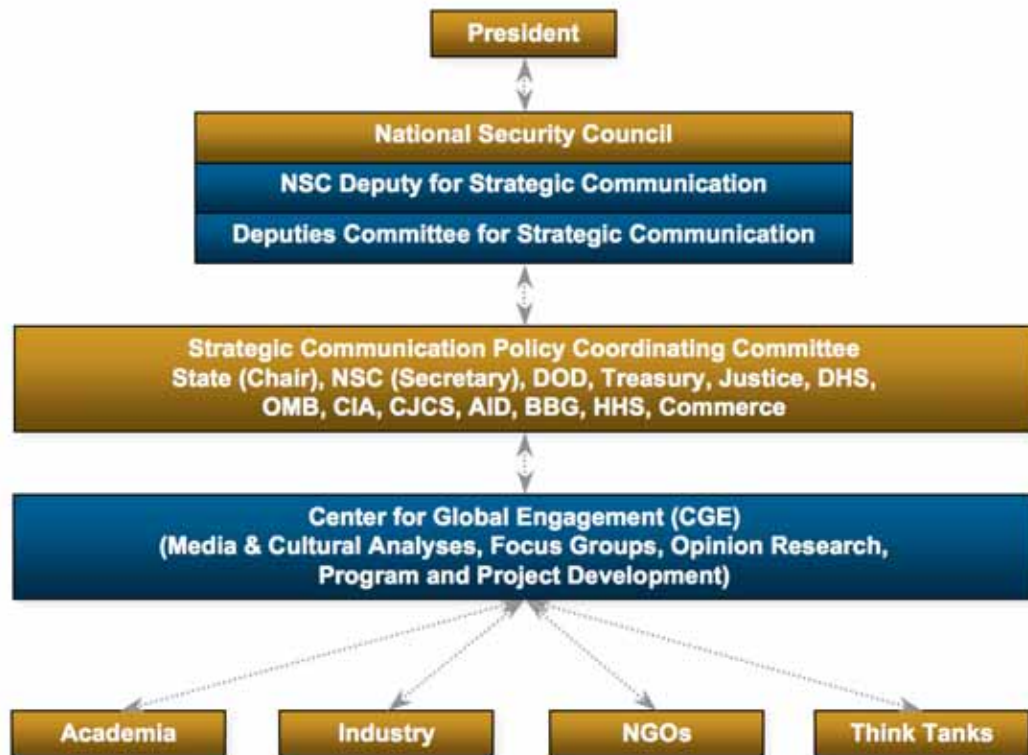 President
National Security Council
NSC Deputy for Strategic Communication
Deputies Committee for Strategic Communication
Strategic Communication Policy Coordinating Committee
State (Chair), NSC (Secretary), DOD, Treasury, Justice, DHS,
OMB, CIA, CJCS, AID, BBG, HHS, Commerce
Center for Global Engagement (CGE)
(Media & Cultural Analyses, Focus Groups, Opinion Research,
Program and Project Development)
Academia
Industry
NGOs
Think Tanks